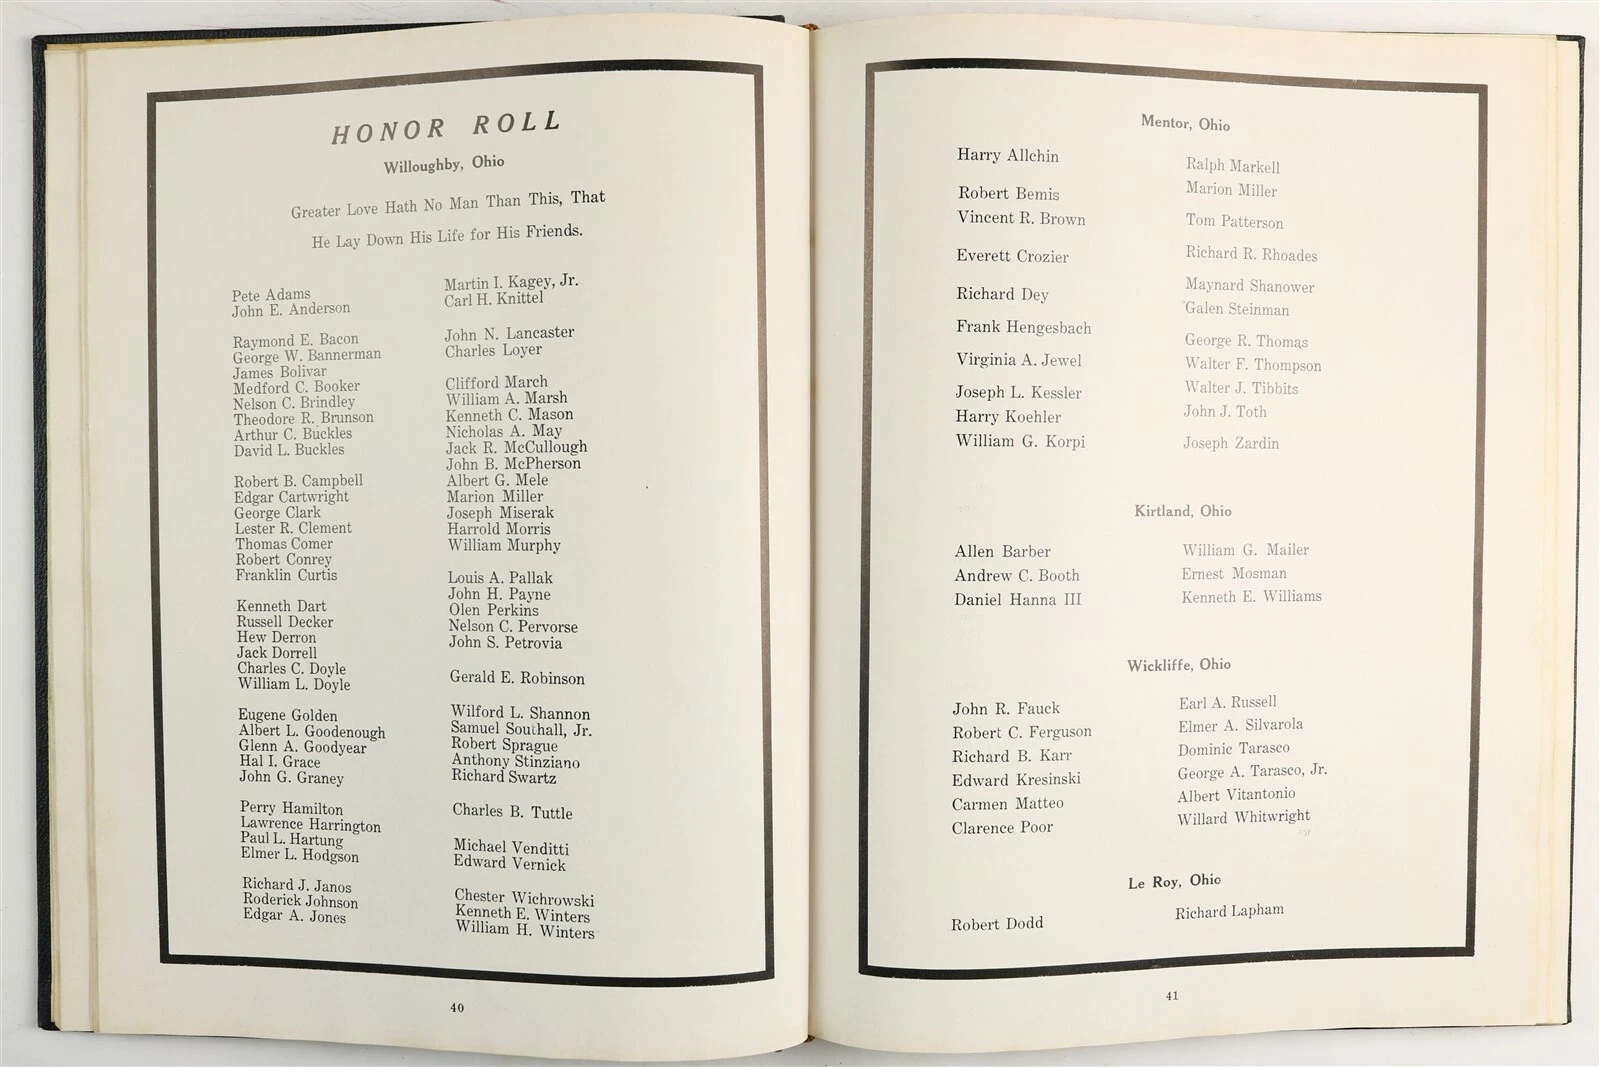 HONOR ROLL
Willoughby, Ohio
Greater Love Hath No Man Than This, That
He Lay Down His Life for His Friends.
Pete Adams
John E. Anderson
Raymond E. Bacon
George W. Bannerman
James Bolivar
Medford C. Booker
Nelson C. Brindley
Theodore R. Brunson
Arthur C. Buckles
David L. Buckles
Robert B. Campbell
Edgar Cartwright
George Clark
Lester R. Clement
Thomas Comer
Robert Conrey
Franklin Curtis
Kenneth Dart
Russell Decker
Hew Derron
Jack Dorrell
Charles C. Doyle
William L. Doyle
Eugene Golden
Albert L. Goodenough
Glenn A. Goodyear
Hal I. Grace
John G. Graney
Perry Hamilton
Lawrence Harrington
Paul L. Hartung
Elmer L. Hodgson
Richard J. Janos
Roderick Johnson
Edgar A. Jones
Martin I. Kagey, Jr.
Carl H. Knittel
John N. Lancaster
Charles Loyer
Clifford March
William A. Marsh
Kenneth C. Mason
Nicholas A. May
Jack R. McCullough
John B. McPherson
Albert G. Mele
Marion Miller
Joseph Miserak
Harrold Morris
William Murphy
Louis A. Pallak
John H. Payne
Olen Perkins
Nelson C. Pervorse
John S. Petrovia
Gerald E. Robinson
Wilford L. Shannon
Samuel Southall, Jr.
Robert Sprague
Anthony Stinziano
Richard Swartz
Charles B. Tuttle
Michael Venditti
Edward Vernick
Chester Wichrowski
Kenneth E. Winters
William H. Winters
40
Mentor, Ohio
Harry Allchin
Robert Bemis
Vincent R. Brown
Everett Crozier
Richard Dey
Frank Hengesbach
Virginia A. Jewel
Joseph L. Kessler
Harry Koehler
William G. Korpi
Ralph Markell
Marion Miller
Tom Patterson
Richard R. Rhoades
Maynard Shanower
Galen Steinman
George R. Thomas
Walter F. Thompson
Walter J. Tibbits
John J. Toth
Joseph Zardin
Kirtland, Ohio
Allen Barber
Andrew C. Booth
Daniel Hanna III
William G. Mailer
Ernest Mosman
Kenneth E. Williams
Wickliffe, Ohio
John R. Fauck
Robert C. Ferguson
Richard B. Karr
Edward Kresinski
Carmen Matteo
Clarence Poor
Earl A. Russell
Elmer A. Silvarola
Dominic Tarasco
George A. Tarasco, Jr.
Albert Vitantonio
Willard Whitwright
Le Roy, Ohio
Robert Dodd
Richard Lapham
41